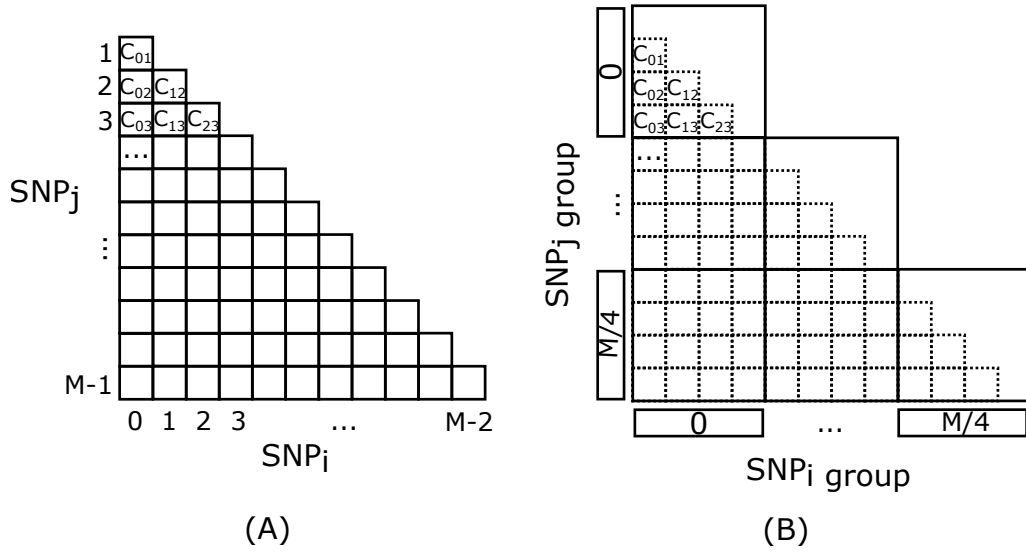 1 C₀₁
2 C₀₂ C₁₂
3 C₀₃ C₁₃ C₂₃
...
SNPⱼ
...
M-1
0 1 2 3 ... M-2
SNPᵢ
(A)
0
C₀₁
C₀₂ C₁₂
C₀₃ C₁₃ C₂₃
...
SNPⱼ group
...
M/4
0 ... M/4
SNPᵢ group
(B)